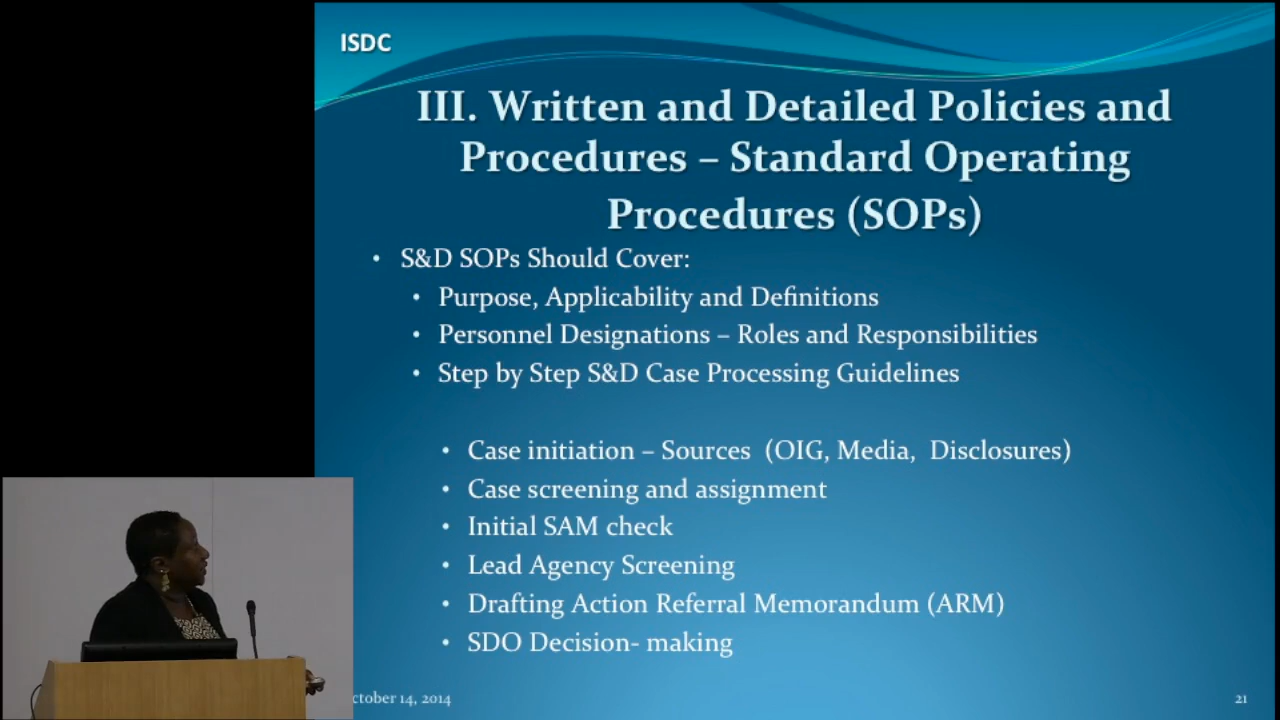 ISDC
III. Written and Detailed Policies and
Procedures – Standard Operating
Procedures (SOPs)
• S&D SOPs Should Cover:
• Purpose, Applicability and Definitions
• Personnel Designations – Roles and Responsibilities
• Step by Step S&D Case Processing Guidelines
• Case initiation – Sources (OIG, Media, Disclosures)
• Case screening and assignment
• Initial SAM check
• Lead Agency Screening
• Drafting Action Referral Memorandum (ARM)
• SDO Decision- making
ctober 14, 2014
21